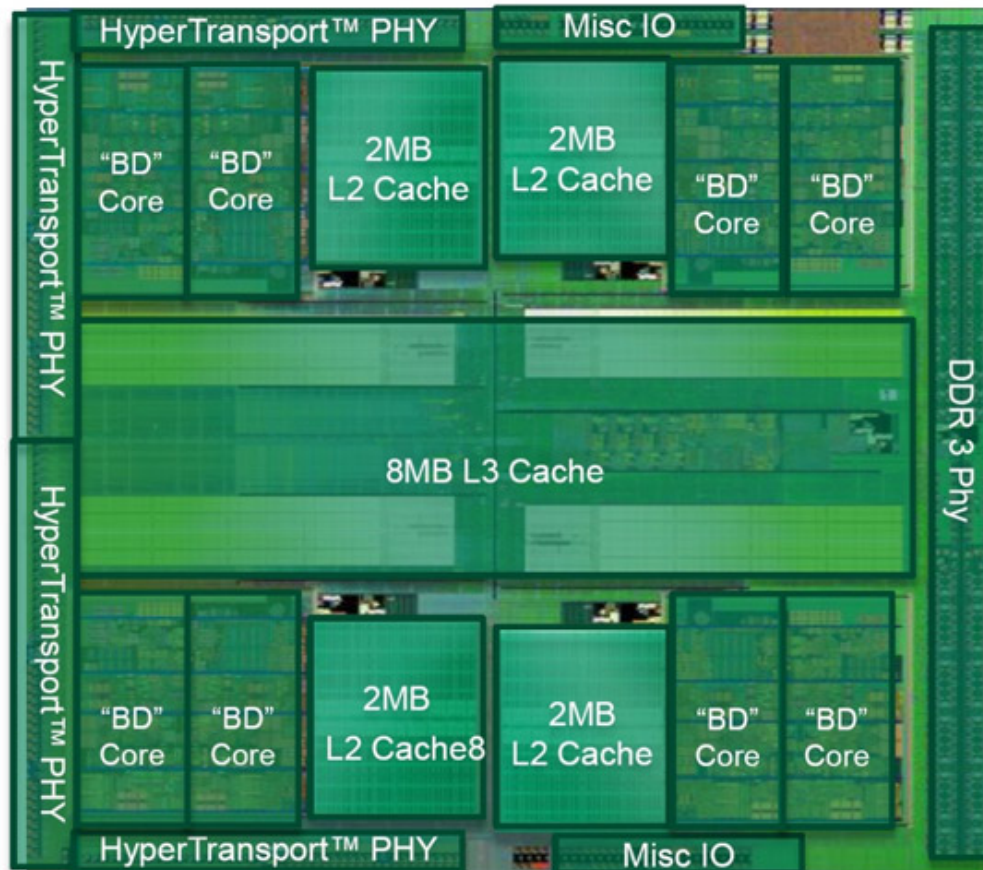 HyperTransport™ PHY
Misc IO
HyperTransport™ PHY
“BD”
Core
“BD”
Core
2MB
L2 Cache
2MB
L2 Cache
“BD”
Core
“BD”
Core
DDR 3 Phy
8MB L3 Cache
HyperTransport™ PHY
“BD”
Core
“BD”
Core
2MB
L2 Cache8
2MB
L2 Cache
“BD”
Core
“BD”
Core
HyperTransport™ PHY
Misc IO